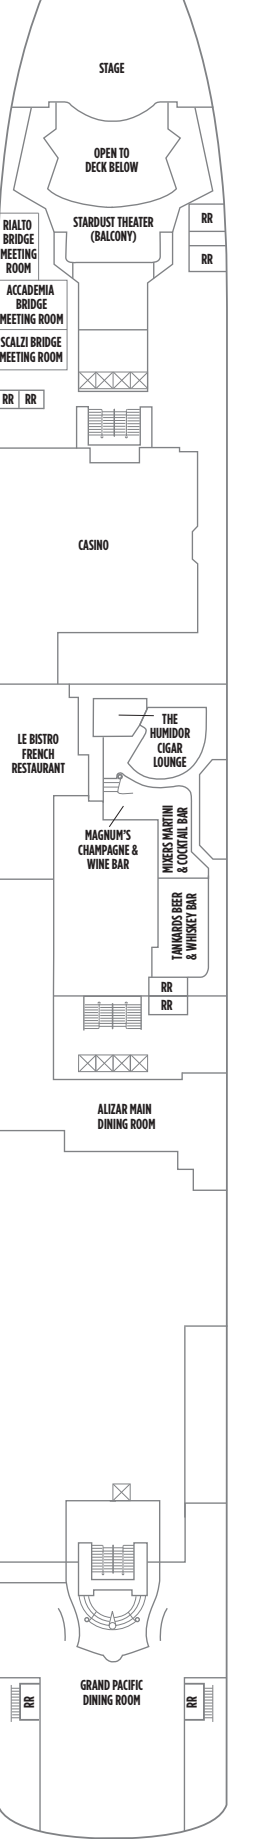 STAGE
OPEN TO
DECK BELOW
STARDUST THEATER
(BALCONY)
RR
RR
RIALTO
BRIDGE
MEETING
ROOM
ACCADEMIA
BRIDGE
MEETING ROOM
SCALZI BRIDGE
MEETING ROOM
RR RR
CASINO
LE BISTRO
FRENCH
RESTAURANT
THE
HUMIDOR
CIGAR
LOUNGE
MAGNUM'S
CHAMPAGNE &
WINE BAR
MIXERS MARTINI
& COCKTAIL BAR
TANKARDS BEER
& WHISKEY BAR
RR
RR
ALIZAR MAIN
DINING ROOM
GRAND PACIFIC
DINING ROOM
RR
RR